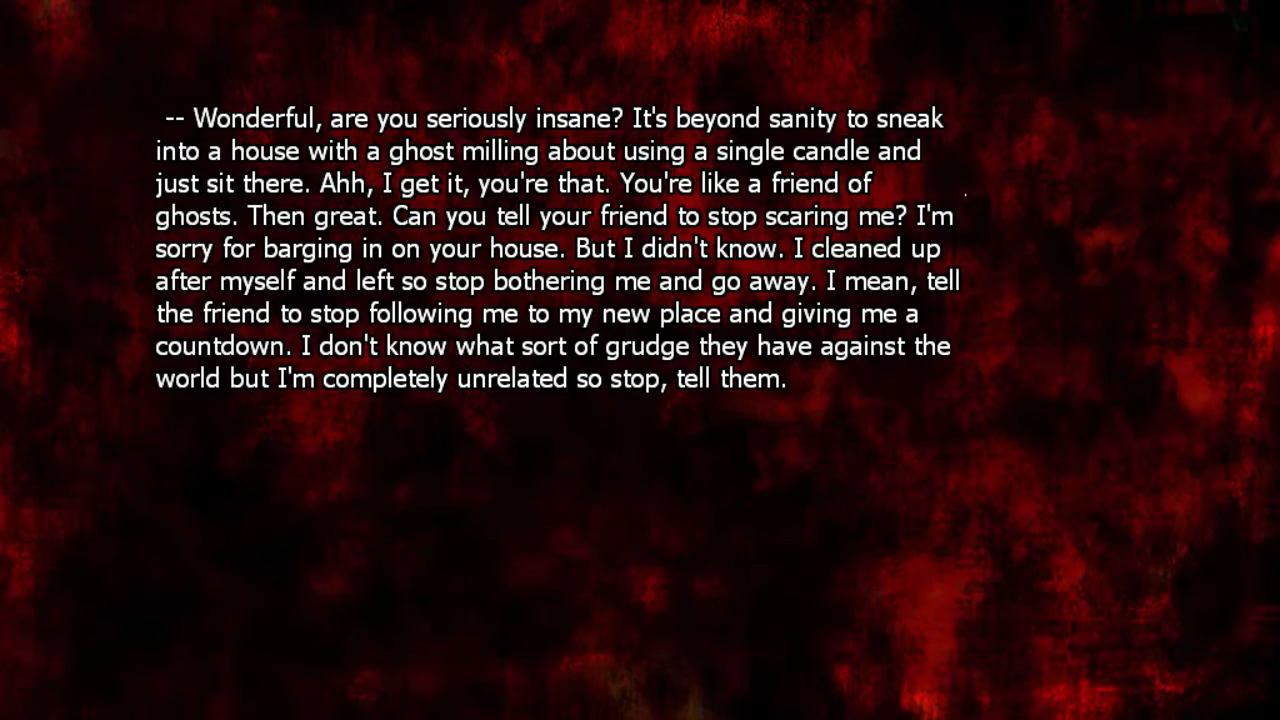 -- Wonderful, are you seriously insane? It's beyond sanity to sneak
into a house with a ghost milling about using a single candle and
just sit there. Ahh, I get it, you're that. You're like a friend of
ghosts. Then great. Can you tell your friend to stop scaring me? I'm
sorry for barging in on your house. But I didn't know. I cleaned up
after myself and left so stop bothering me and go away. I mean, tell
the friend to stop following me to my new place and giving me a
countdown. I don't know what sort of grudge they have against the
world but I'm completely unrelated so stop, tell them.